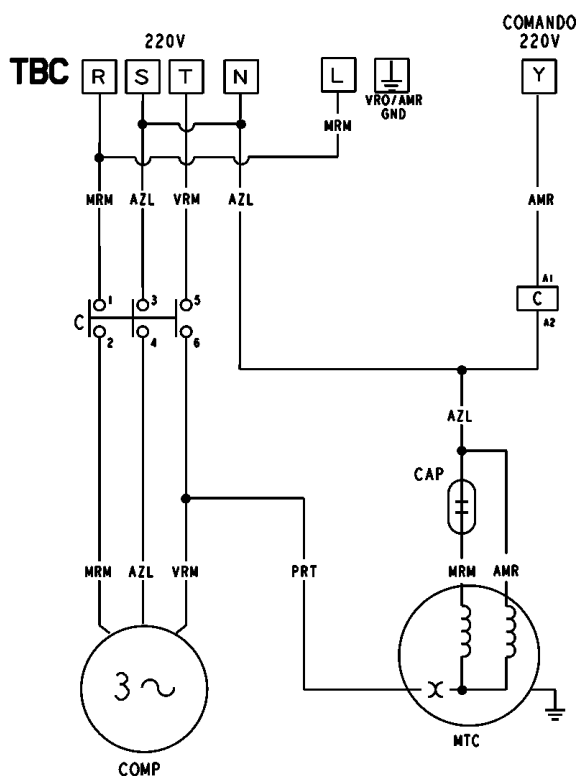 COMANDO
220V
220V
TBC R S T N L Y
VRO/AMR
GND
MRM
MRM AZL VRM AZL AMR
A1
C
A2
1 3 5
C
2 4 6
AZL
CAP
MRM AZL VRM PRT MRM AMR
3
MTC
COMP